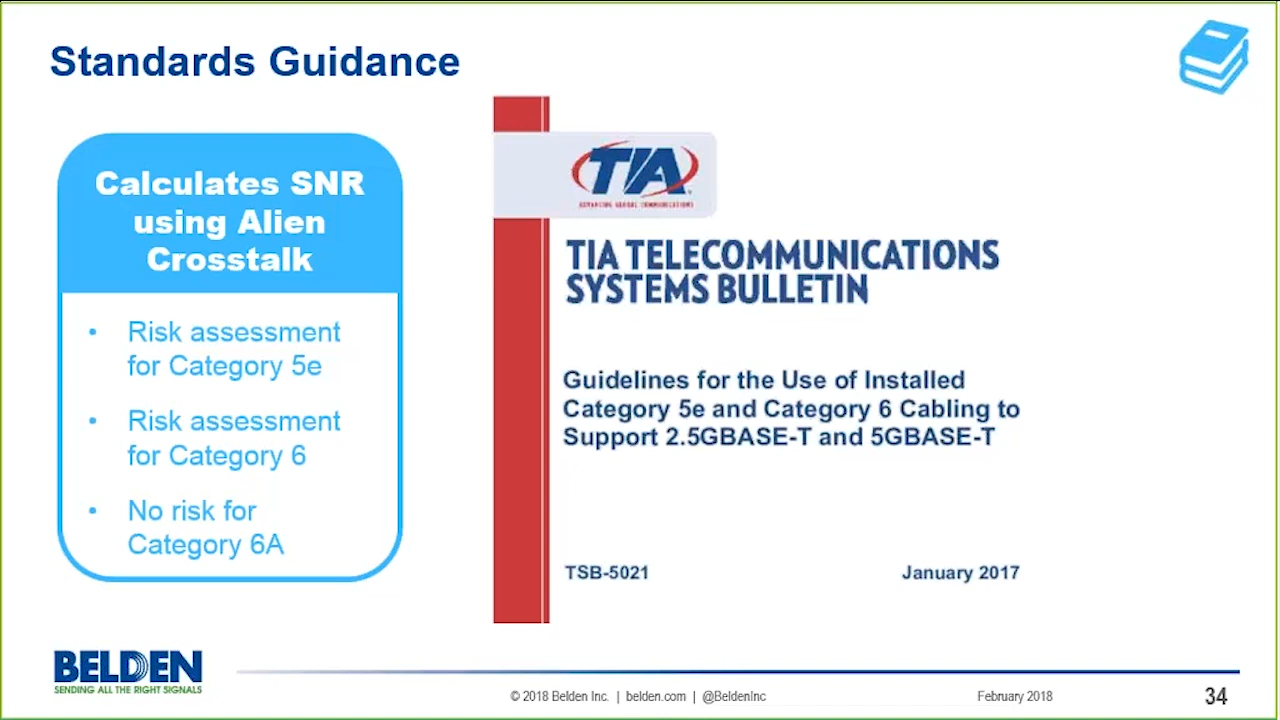 Standards Guidance
Calculates SNR
using Alien
Crosstalk
• Risk assessment
for Category 5e
• Risk assessment
for Category 6
• No risk for
Category 6A
TIA
ADVANCING GLOBAL COMMUNICATIONS
TIA TELECOMMUNICATIONS
SYSTEMS BULLETIN
Guidelines for the Use of Installed
Category 5e and Category 6 Cabling to
Support 2.5GBASE-T and 5GBASE-T
TSB-5021 January 2017
BELDEN
SENDING ALL THE RIGHT SIGNALS
© 2018 Belden Inc. | belden.com | @BeldenInc February 2018 34